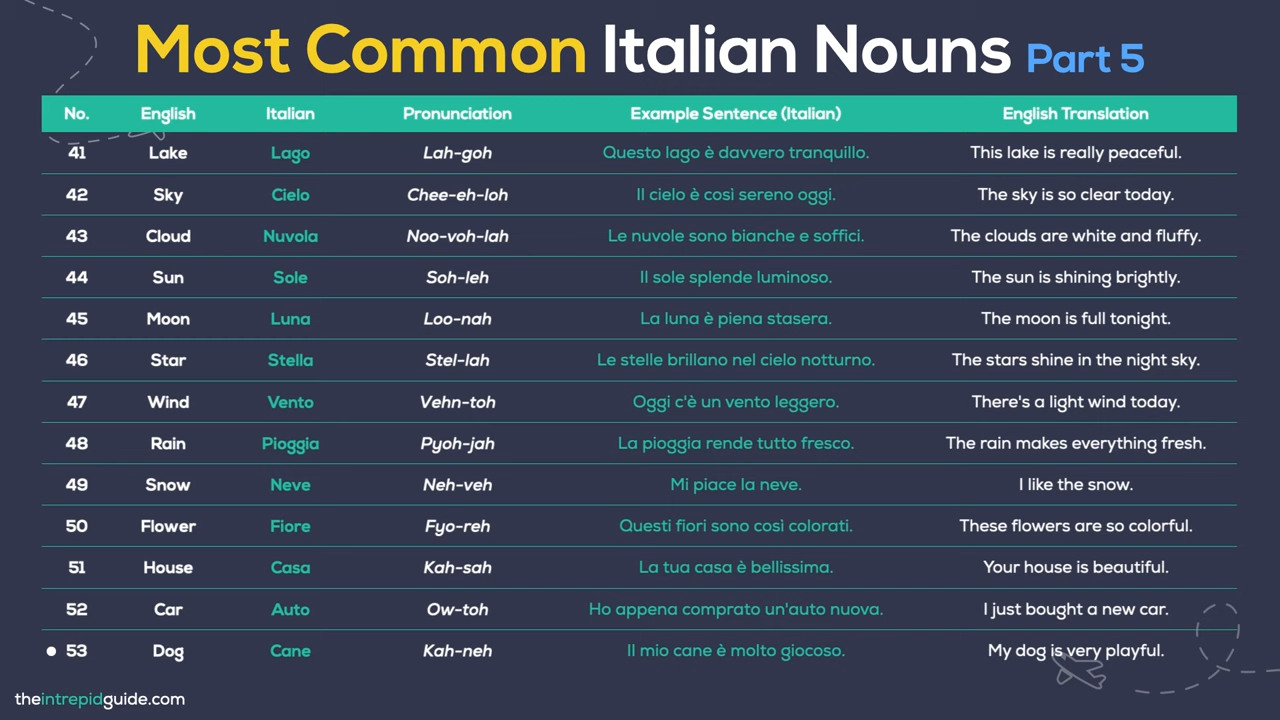 Most Common Italian Nouns Part 5
No. English Italian Pronunciation Example Sentence (Italian) English Translation
41 Lake Lago Lah-goh Questo lago è davvero tranquillo. This lake is really peaceful.
42 Sky Cielo Chee-eh-loh Il cielo è così sereno oggi. The sky is so clear today.
43 Cloud Nuvola Noo-voh-lah Le nuvole sono bianche e soffici. The clouds are white and fluffy.
44 Sun Sole Soh-leh Il sole splende luminoso. The sun is shining brightly.
45 Moon Luna Loo-nah La luna è piena stasera. The moon is full tonight.
46 Star Stella Stel-lah Le stelle brillano nel cielo notturno. The stars shine in the night sky.
47 Wind Vento Vehn-toh Oggi c'è un vento leggero. There's a light wind today.
48 Rain Pioggia Pyoh-jah La pioggia rende tutto fresco. The rain makes everything fresh.
49 Snow Neve Neh-veh Mi piace la neve. I like the snow.
50 Flower Fiore Fyo-reh Questi fiori sono così colorati. These flowers are so colorful.
51 House Casa Kah-sah La tua casa è bellissima. Your house is beautiful.
52 Car Auto Ow-toh Ho appena comprato un'auto nuova. I just bought a new car.
53 Dog Cane Kah-neh Il mio cane è molto giocoso. My dog is very playful.
theintrepidguide.com